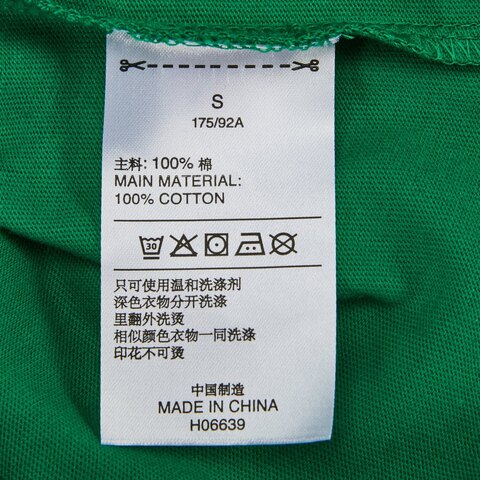 S
175/92A
主料: 100% 棉
MAIN MATERIAL:
100% COTTON
30
只可使用温和洗涤剂
深色衣物分开洗涤
里翻外洗烫
相似颜色衣物一同洗涤
印花不可烫
中国制造
MADE IN CHINA
H06639